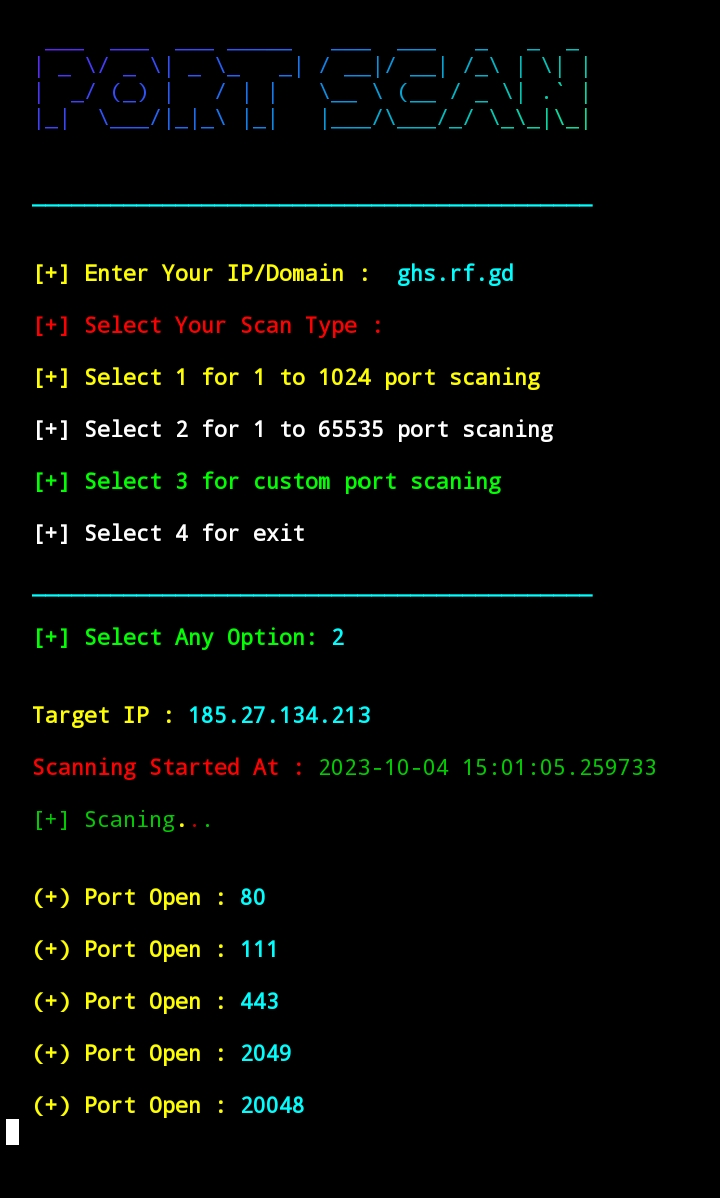 PORT SCAN
[+] Enter Your IP/Domain :  ghs.rf.gd
[+] Select Your Scan Type :
[+] Select 1 for 1 to 1024 port scaning
[+] Select 2 for 1 to 65535 port scaning
[+] Select 3 for custom port scaning
[+] Select 4 for exit
[+] Select Any Option: 2
Target IP : 185.27.134.213
Scanning Started At : 2023-10-04 15:01:05.259733
[+] Scaning...
(+) Port Open : 80
(+) Port Open : 111
(+) Port Open : 443
(+) Port Open : 2049
(+) Port Open : 20048